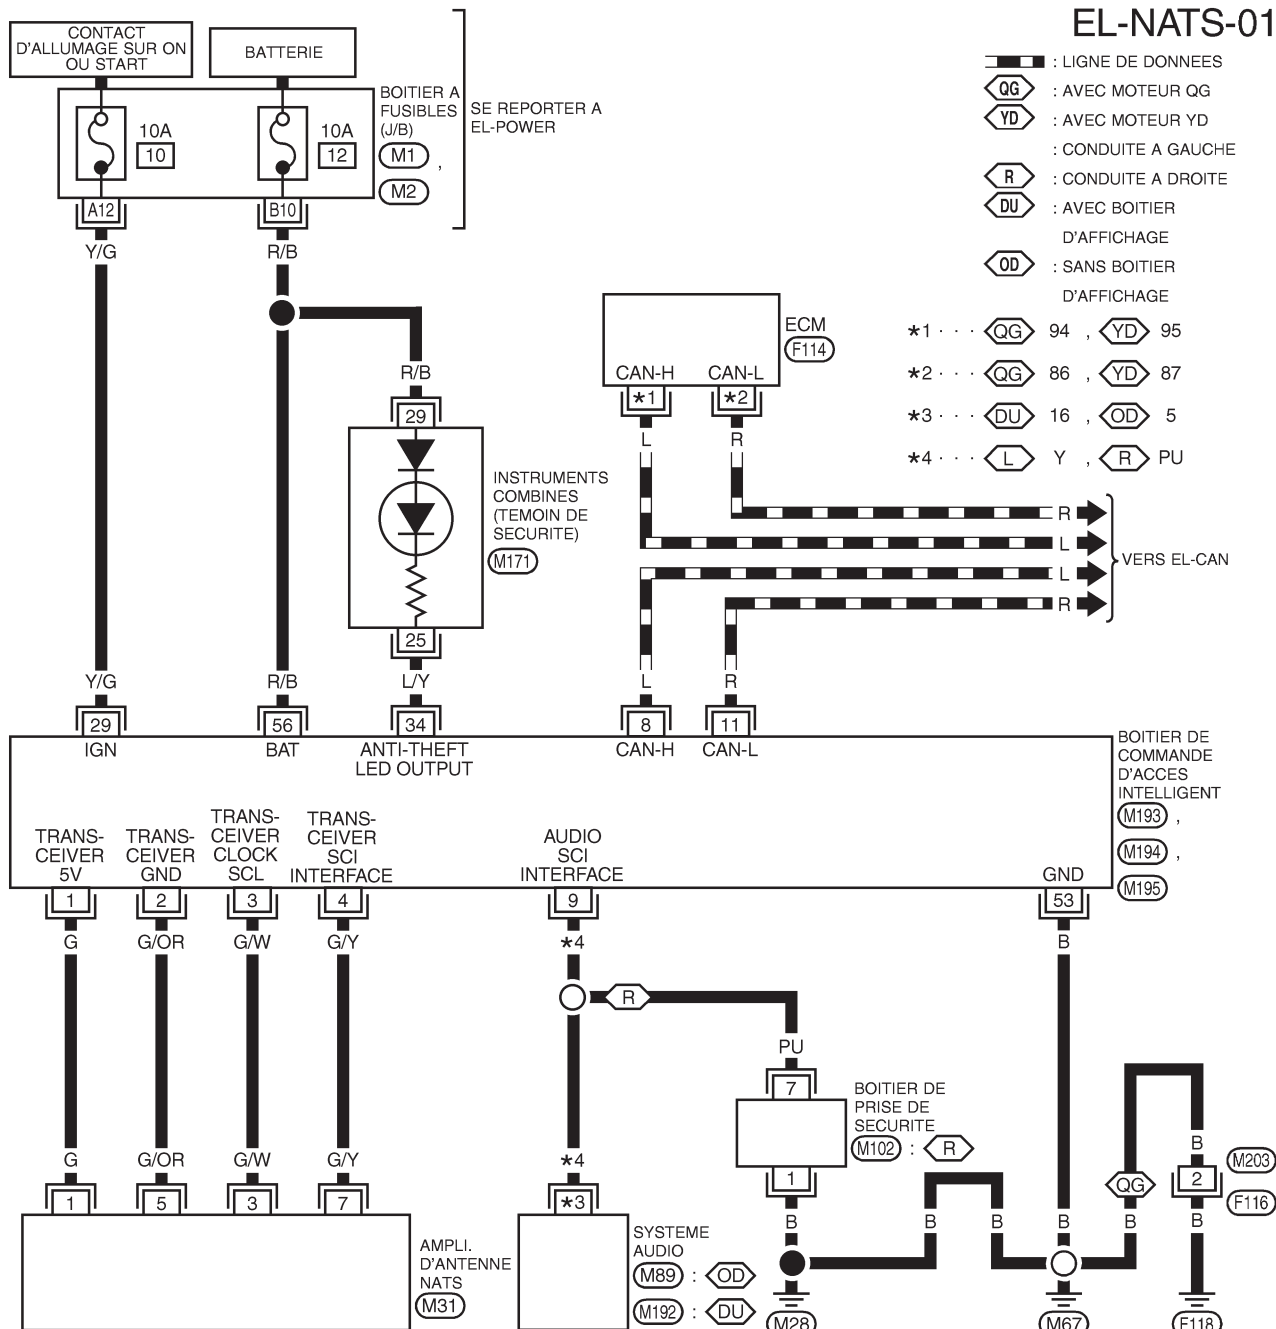 EL-NATS-01
CONTACT
D'ALLUMAGE SUR ON
OU START
BATTERIE
BOITIER A
FUSIBLES
(J/B)
M1 ,
M2
SE REPORTER A
EL-POWER
10A
10
10A
12
A12
B10
Y/G
R/B
: LIGNE DE DONNEES
QG : AVEC MOTEUR QG
YD : AVEC MOTEUR YD
: CONDUITE A GAUCHE
R : CONDUITE A DROITE
DU : AVEC BOITIER
D'AFFICHAGE
OD : SANS BOITIER
D'AFFICHAGE
*1 · · · QG 94 , YD 95
*2 · · · QG 86 , YD 87
*3 · · · DU 16 , OD 5
*4 · · · L Y , R PU
ECM
F114
CAN-H CAN-L
*1 *2
L R
R/B
29
INSTRUMENTS
COMBINES
(TEMOIN DE
SECURITE)
M171
25
R
L
L
R
VERS EL-CAN
Y/G R/B L/Y L R
29 56 34 8 11
IGN BAT ANTI-THEFT
LED OUTPUT
CAN-H CAN-L
BOITIER DE
COMMANDE
D'ACCES
INTELLIGENT
M193 ,
M194 ,
M195
TRANS-
CEIVER
5V
TRANS-
CEIVER
GND
TRANS-
CEIVER
CLOCK
SCL
TRANS-
CEIVER
SCI
INTERFACE
AUDIO
SCI
INTERFACE
GND
1 2 3 4 9 53
G G/OR G/W G/Y *4 B
R
PU
7
BOITIER DE
PRISE DE
SECURITE
M102 : R
1
G G/OR G/W G/Y *4
1 5 3 7 *3
AMPLI.
D'ANTENNE
NATS
M31
SYSTEME
AUDIO
M89 : OD
M192 : DU
B B B B B B
QG
B
2
M203
F116
M28 M67 F118